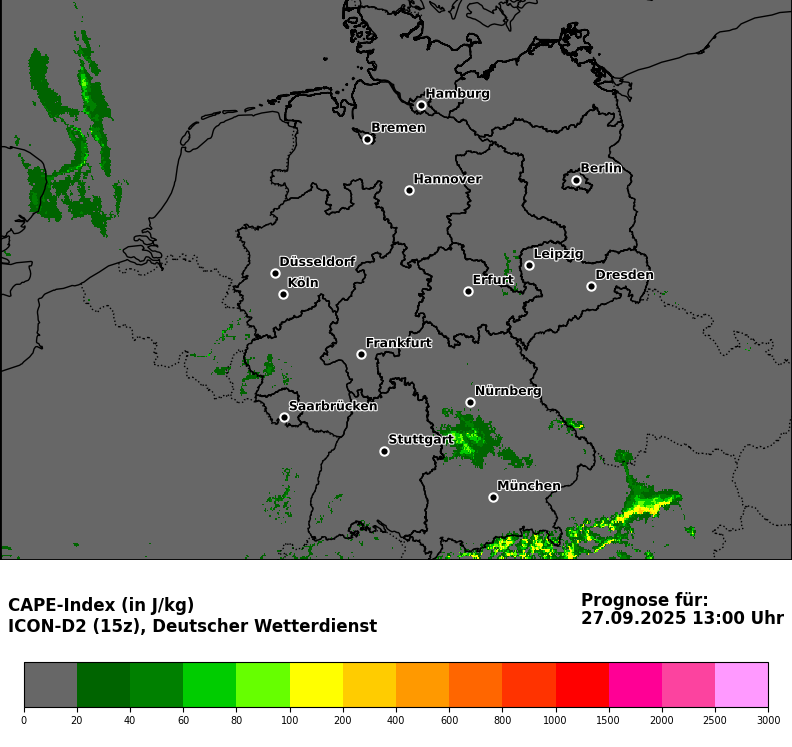 Hamburg
Bremen
Berlin
Hannover
Leipzig
Düsseldorf
Dresden
Köln
Erfurt
Frankfurt
Nürnberg
Saarbrücken
Stuttgart
München
CAPE-Index (in J/kg)
ICON-D2 (15z), Deutscher Wetterdienst
Prognose für:
27.09.2025 13:00 Uhr
0 20 40 60 80 100 200 400 600 800 1000 1500 2000 2500 3000